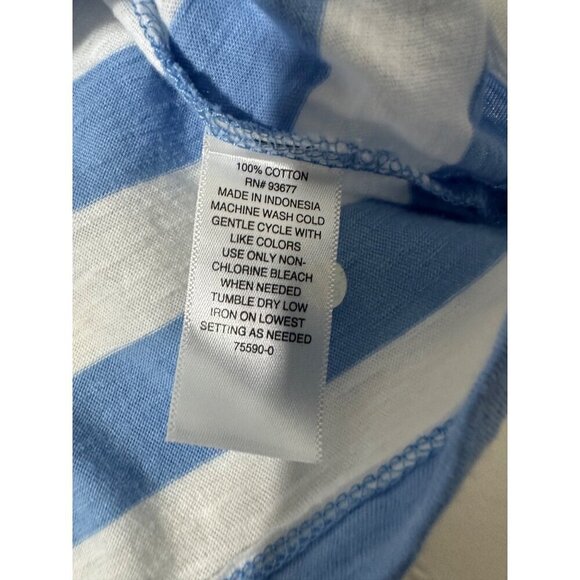 100% COTTON
RN# 93677
MADE IN INDONESIA
MACHINE WASH COLD
GENTLE CYCLE WITH
LIKE COLORS
USE ONLY NON-
CHLORINE BLEACH
WHEN NEEDED
TUMBLE DRY LOW
IRON ON LOWEST
SETTING AS NEEDED
75590-0